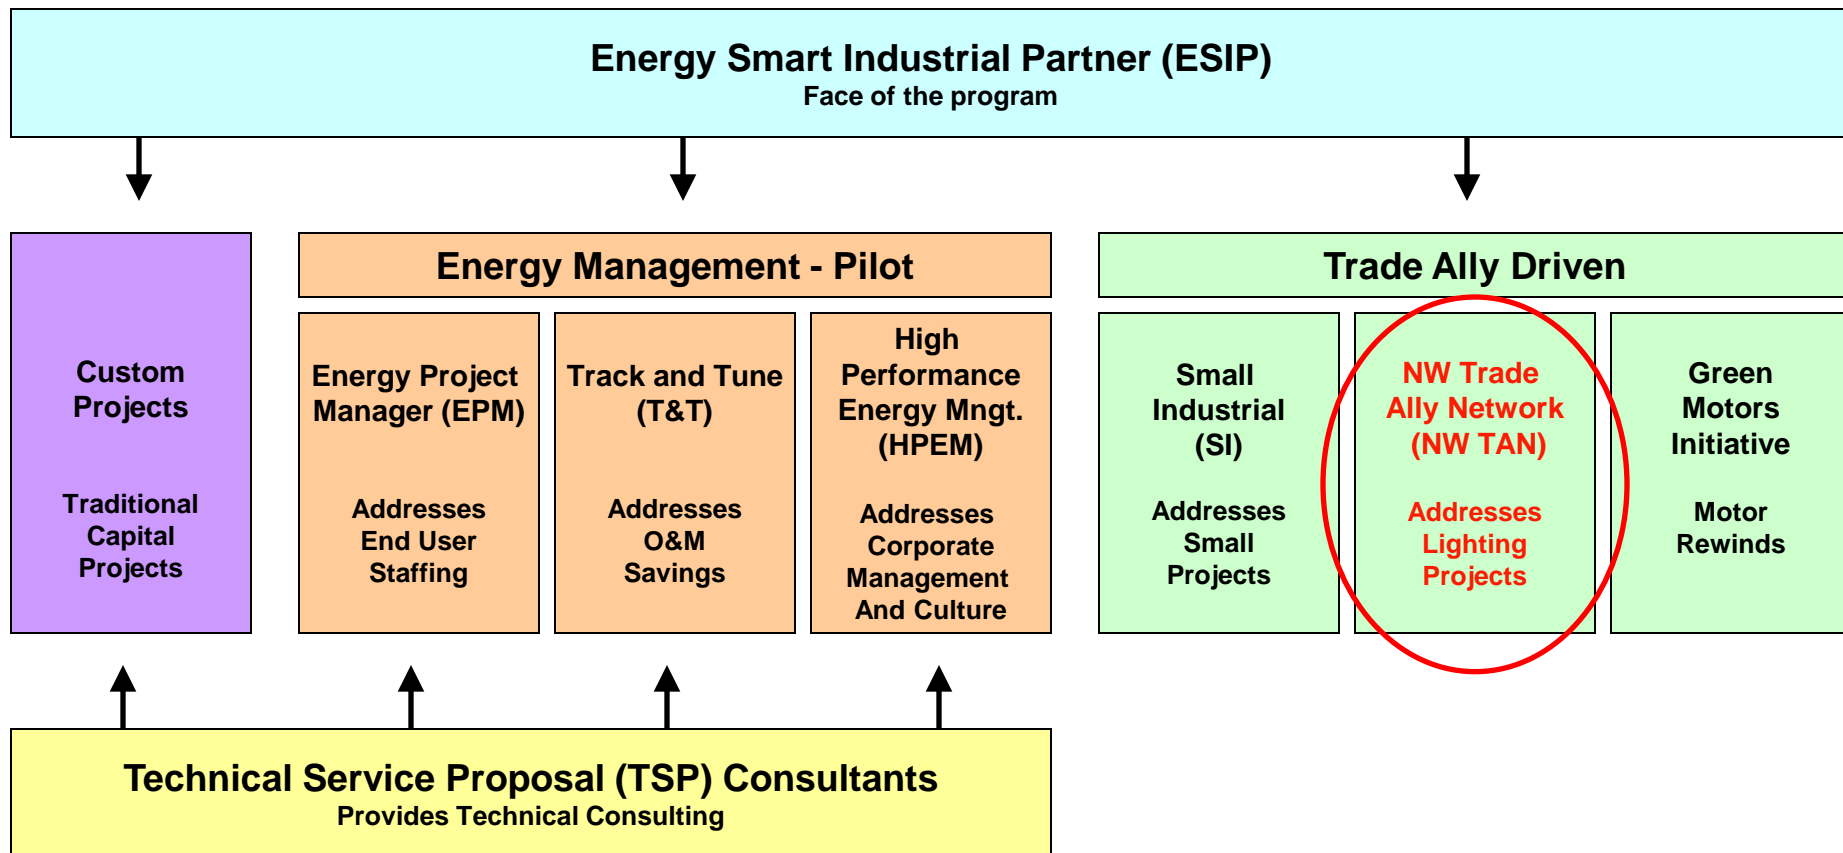 Energy Smart Industrial Partner (ESIP)
Face of the program
Custom
Projects
Traditional
Capital
Projects
Energy Management - Pilot
Energy Project
Manager (EPM)
Addresses
End User
Staffing
Track and Tune
(T&T)
Addresses
O&M
Savings
High
Performance
Energy Mngt.
(HPEM)
Addresses
Corporate
Management
And Culture
Trade Ally Driven
Small
Industrial
(SI)
Addresses
Small
Projects
NW Trade
Ally Network
(NW TAN)
Addresses
Lighting
Projects
Green
Motors
Initiative
Motor
Rewinds
Technical Service Proposal (TSP) Consultants
Provides Technical Consulting